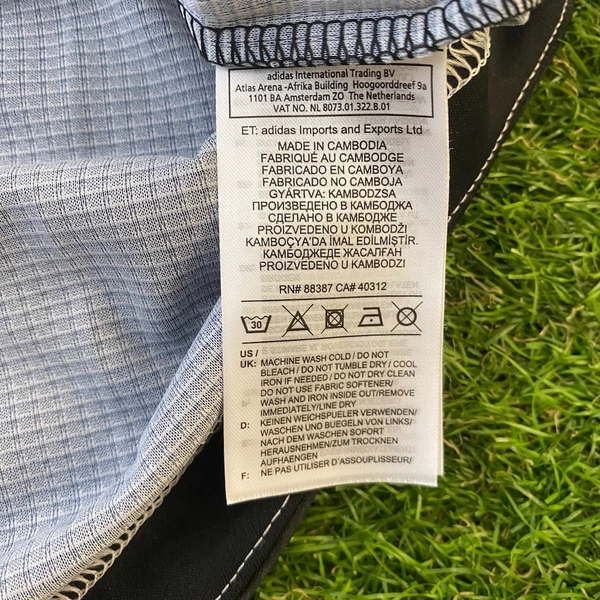 adidas International Trading BV
Atlas Arena -Afrika Building Hoogoorddreef 9a
1101 BA Amsterdam ZO The Netherlands
VAT NO. NL 8073.01.322.B.01
ET: adidas Imports and Exports Ltd
MADE IN CAMBODIA
FABRIQUÉ AU CAMBODGE
FABRICADO EN CAMBOYA
FABRICADO NO CAMBOJA
GYÁRTVA: KAMBODZSA
ПРОИЗВЕДЕНО В КАМБОДЖА
СДЕЛАНО В КАМБОДЖЕ
PROIZVEDENO U KOMBODŽI
KAMBOÇYA'DA İMAL EDİLMİŞTİR.
КАМБОДЖЕДЕ ЖАСАЛҒАН
PROIZVEDENO U KAMBODZI
RN# 88387 CA# 40312
30
US /
UK: MACHINE WASH COLD / DO NOT
BLEACH / DO NOT TUMBLE DRY / COOL
IRON IF NEEDED / DO NOT DRY CLEAN
DO NOT USE FABRIC SOFTENER/
WASH AND IRON INSIDE OUT/REMOVE
IMMEDIATELY/LINE DRY
D: KEINEN WEICHSPUELER VERWENDEN/
WASCHEN UND BUEGELN VON LINKS/
NACH DEM WASCHEN SOFORT
HERAUSNEHMEN/ZUM TROCKNEN
AUFHAENGEN
F: NE PAS UTILISER D'ASSOUPLISSEUR/